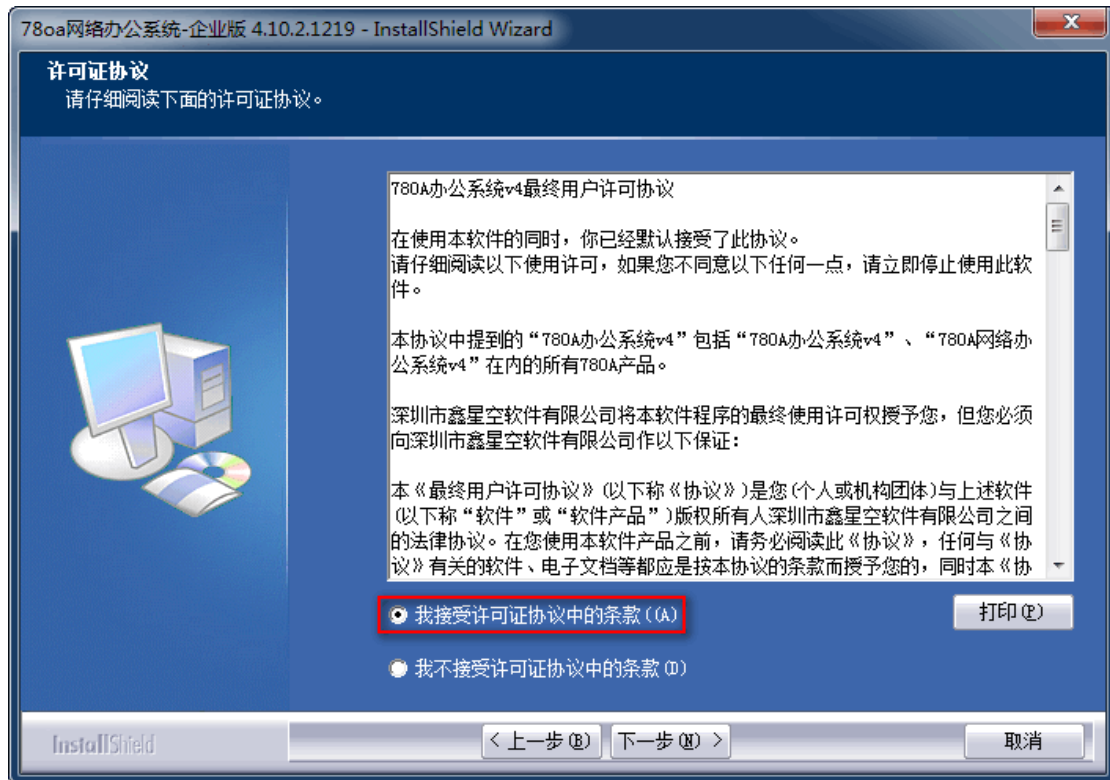 78oa网络办公系统-企业版 4.10.2.1219 - InstallShield Wizard
许可证协议
请仔细阅读下面的许可证协议。
780A办公系统v4最终用户许可协议
在使用本软件的同时，你已经默认接受了此协议。
请仔细阅读以下使用许可，如果您不同意以下任何一点，请立即停止使用此软
件。
本协议中提到的“780A办公系统v4”包括“780A办公系统v4”、“780A网络办
公系统v4”在内的所有780A产品。
深圳市鑫星空软件有限公司将本软件程序的最终使用许可权授予您，但您必须
向深圳市鑫星空软件有限公司作以下保证：
本《最终用户许可协议》(以下称《协议》)是您(个人或机构团体)与上述软件
(以下称“软件”或“软件产品”)版权所有人深圳市鑫星空软件有限公司之间
的法律协议。在您使用本软件产品之前，请务必阅读此《协议》，任何与《协
议》有关的软件、电子文档等都应是按本协议的条款而授予您的，同时本《协
我接受许可证协议中的条款((A)
打印(P)
我不接受许可证协议中的条款(D)
InstallShield
< 上一步(B)
下一步(N) >
取消